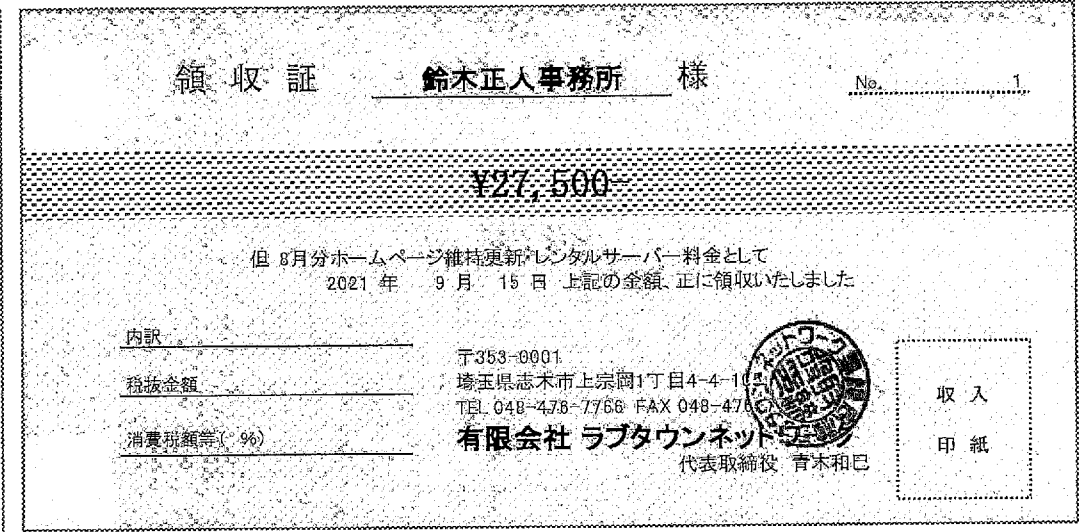 領収証 鈴木正人事務所 様 No. 1
¥27,500-
但 8月分ホームページ維持更新・レンタルサーバー料金として
2021 年 9 月 15 日 上記の金額、正に領収いたしました
内訳
税抜金額
消費税額等( %)
〒353-0001
埼玉県志木市上宗岡1丁目4-4-10
TEL 048-476-7766 FAX 048-476
有限会社 ラブタウンネットワーク
代表取締役 青木和巳
収入
印紙